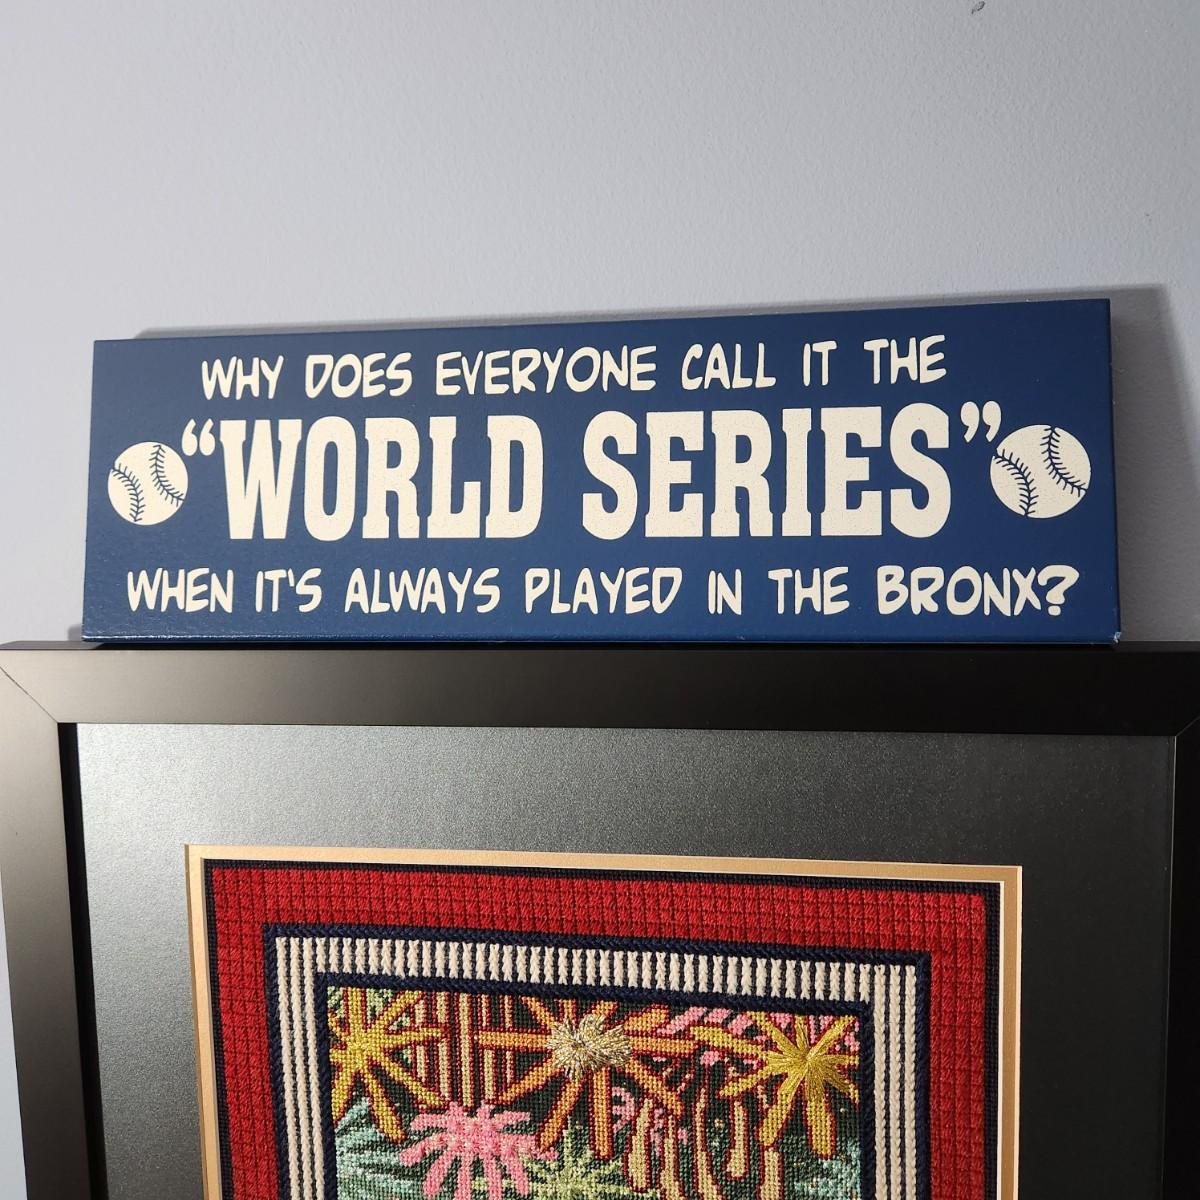 WHY DOES EVERYONE CALL IT THE
“WORLD SERIES”
WHEN IT'S ALWAYS PLAYED IN THE BRONX?